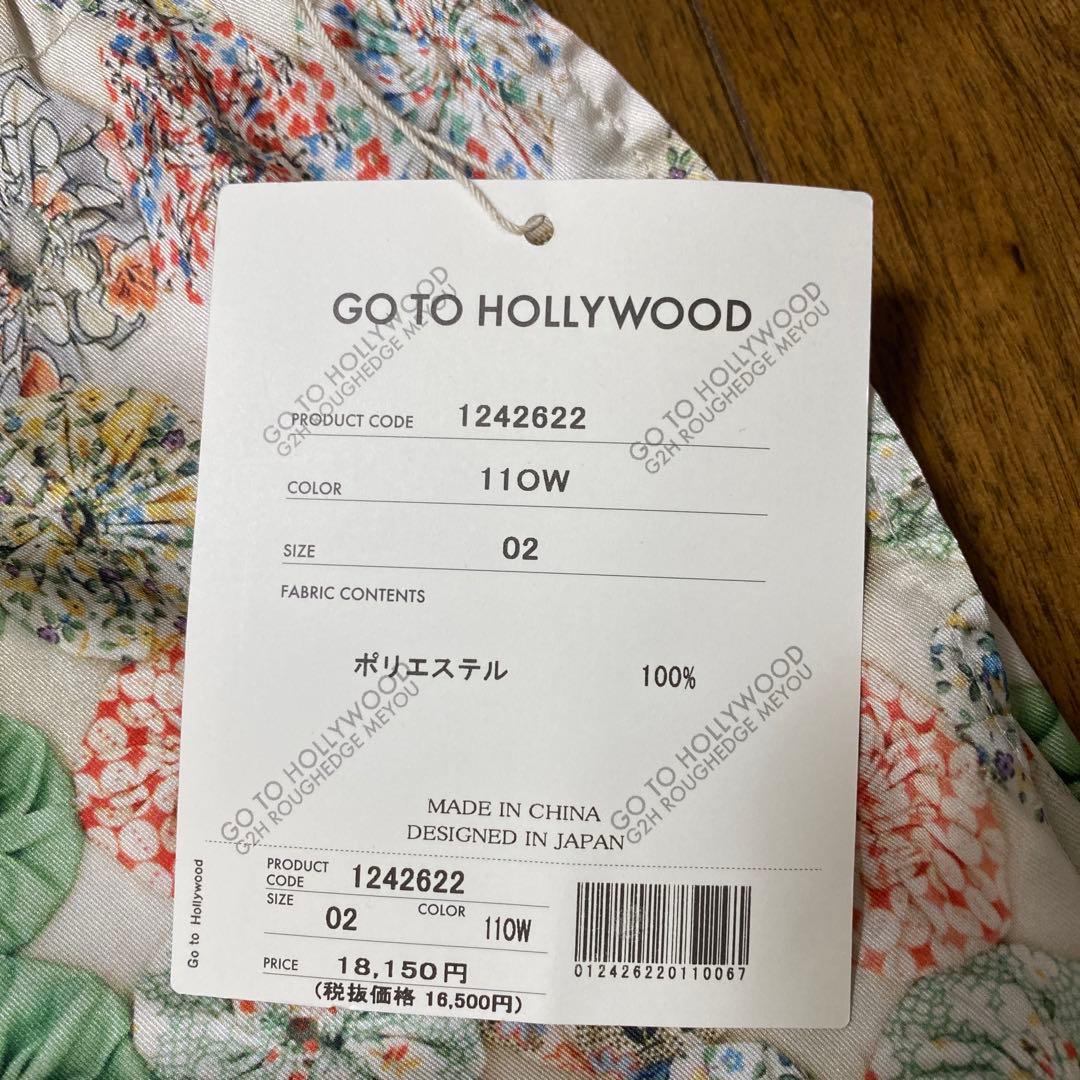 GO TO HOLLYWOOD
GO TO HOLLYWOOD
G2H ROUGHEDGE MEYOU
GO TO HOLLYWOOD
G2H ROUGHEDGE MEYOU
PRODUCT CODE 1242622
COLOR 110W
SIZE 02
FABRIC CONTENTS
ポリエステル 100%
GO TO HOLLYWOOD
G2H ROUGHEDGE MEYOU
GO TO HOLLYWOOD
G2H ROUGHEDGE MEYOU
MADE IN CHINA
DESIGNED IN JAPAN
Go to Hollywood
PRODUCT CODE 1242622
SIZE 02 COLOR 110W
PRICE 18,150円
(税抜価格 16,500円)
0124262201100​67